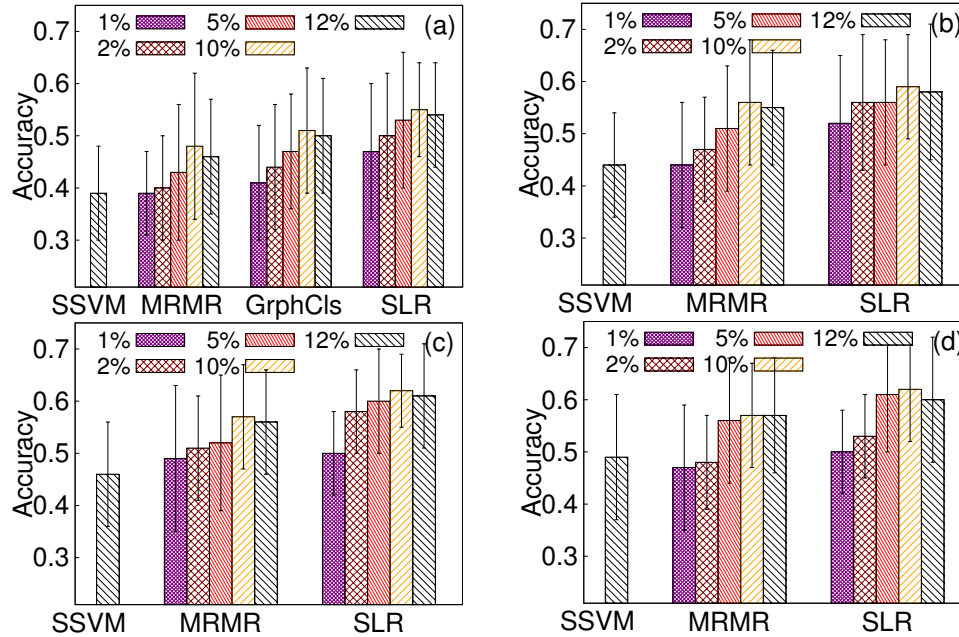 1% 5% 12% (a)
2% 10%
0.7
0.6
0.5
0.4
0.3
Accuracy
SSVM MRMR GrphCls SLR
1% 5% 12% (b)
2% 10%
0.7
0.6
0.5
0.4
0.3
Accuracy
SSVM MRMR SLR
1% 5% 12% (c)
2% 10%
0.7
0.6
0.5
0.4
0.3
Accuracy
SSVM MRMR SLR
1% 5% 12% (d)
2% 10%
0.7
0.6
0.5
0.4
0.3
Accuracy
SSVM MRMR SLR